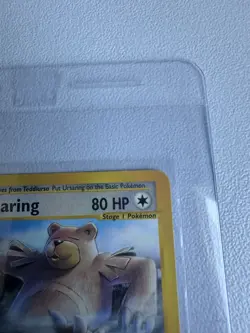 es from Teddiursa Put Ursaring on the Basic Pokémon.
aring 80 HP
Stage 1 Pokémon